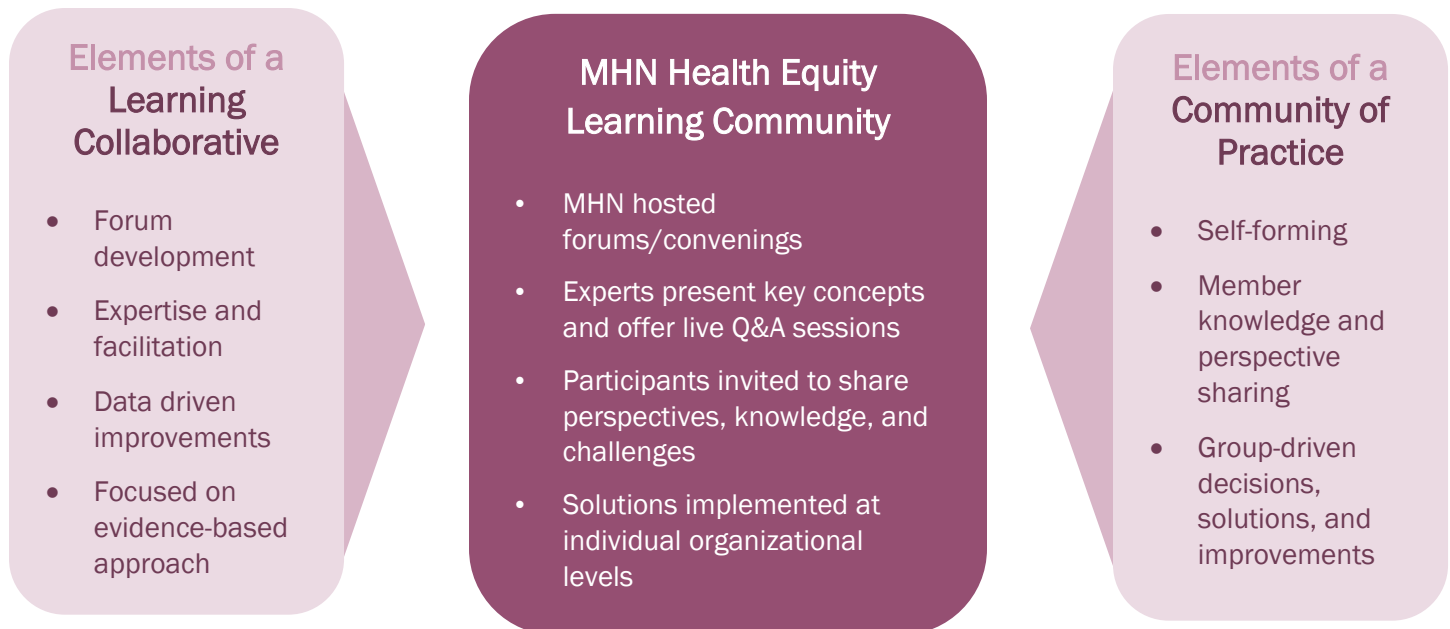 Elements of a
Learning
Collaborative
• Forum
development
• Expertise and
facilitation
• Data driven
improvements
• Focused on
evidence-based
approach
MHN Health Equity
Learning Community
• MHN hosted
forums/convenings
• Experts present key concepts
and offer live Q&A sessions
• Participants invited to share
perspectives, knowledge, and
challenges
• Solutions implemented at
individual organizational
levels
Elements of a
Community of
Practice
• Self-forming
• Member
knowledge and
perspective
sharing
• Group-driven
decisions,
solutions, and
improvements